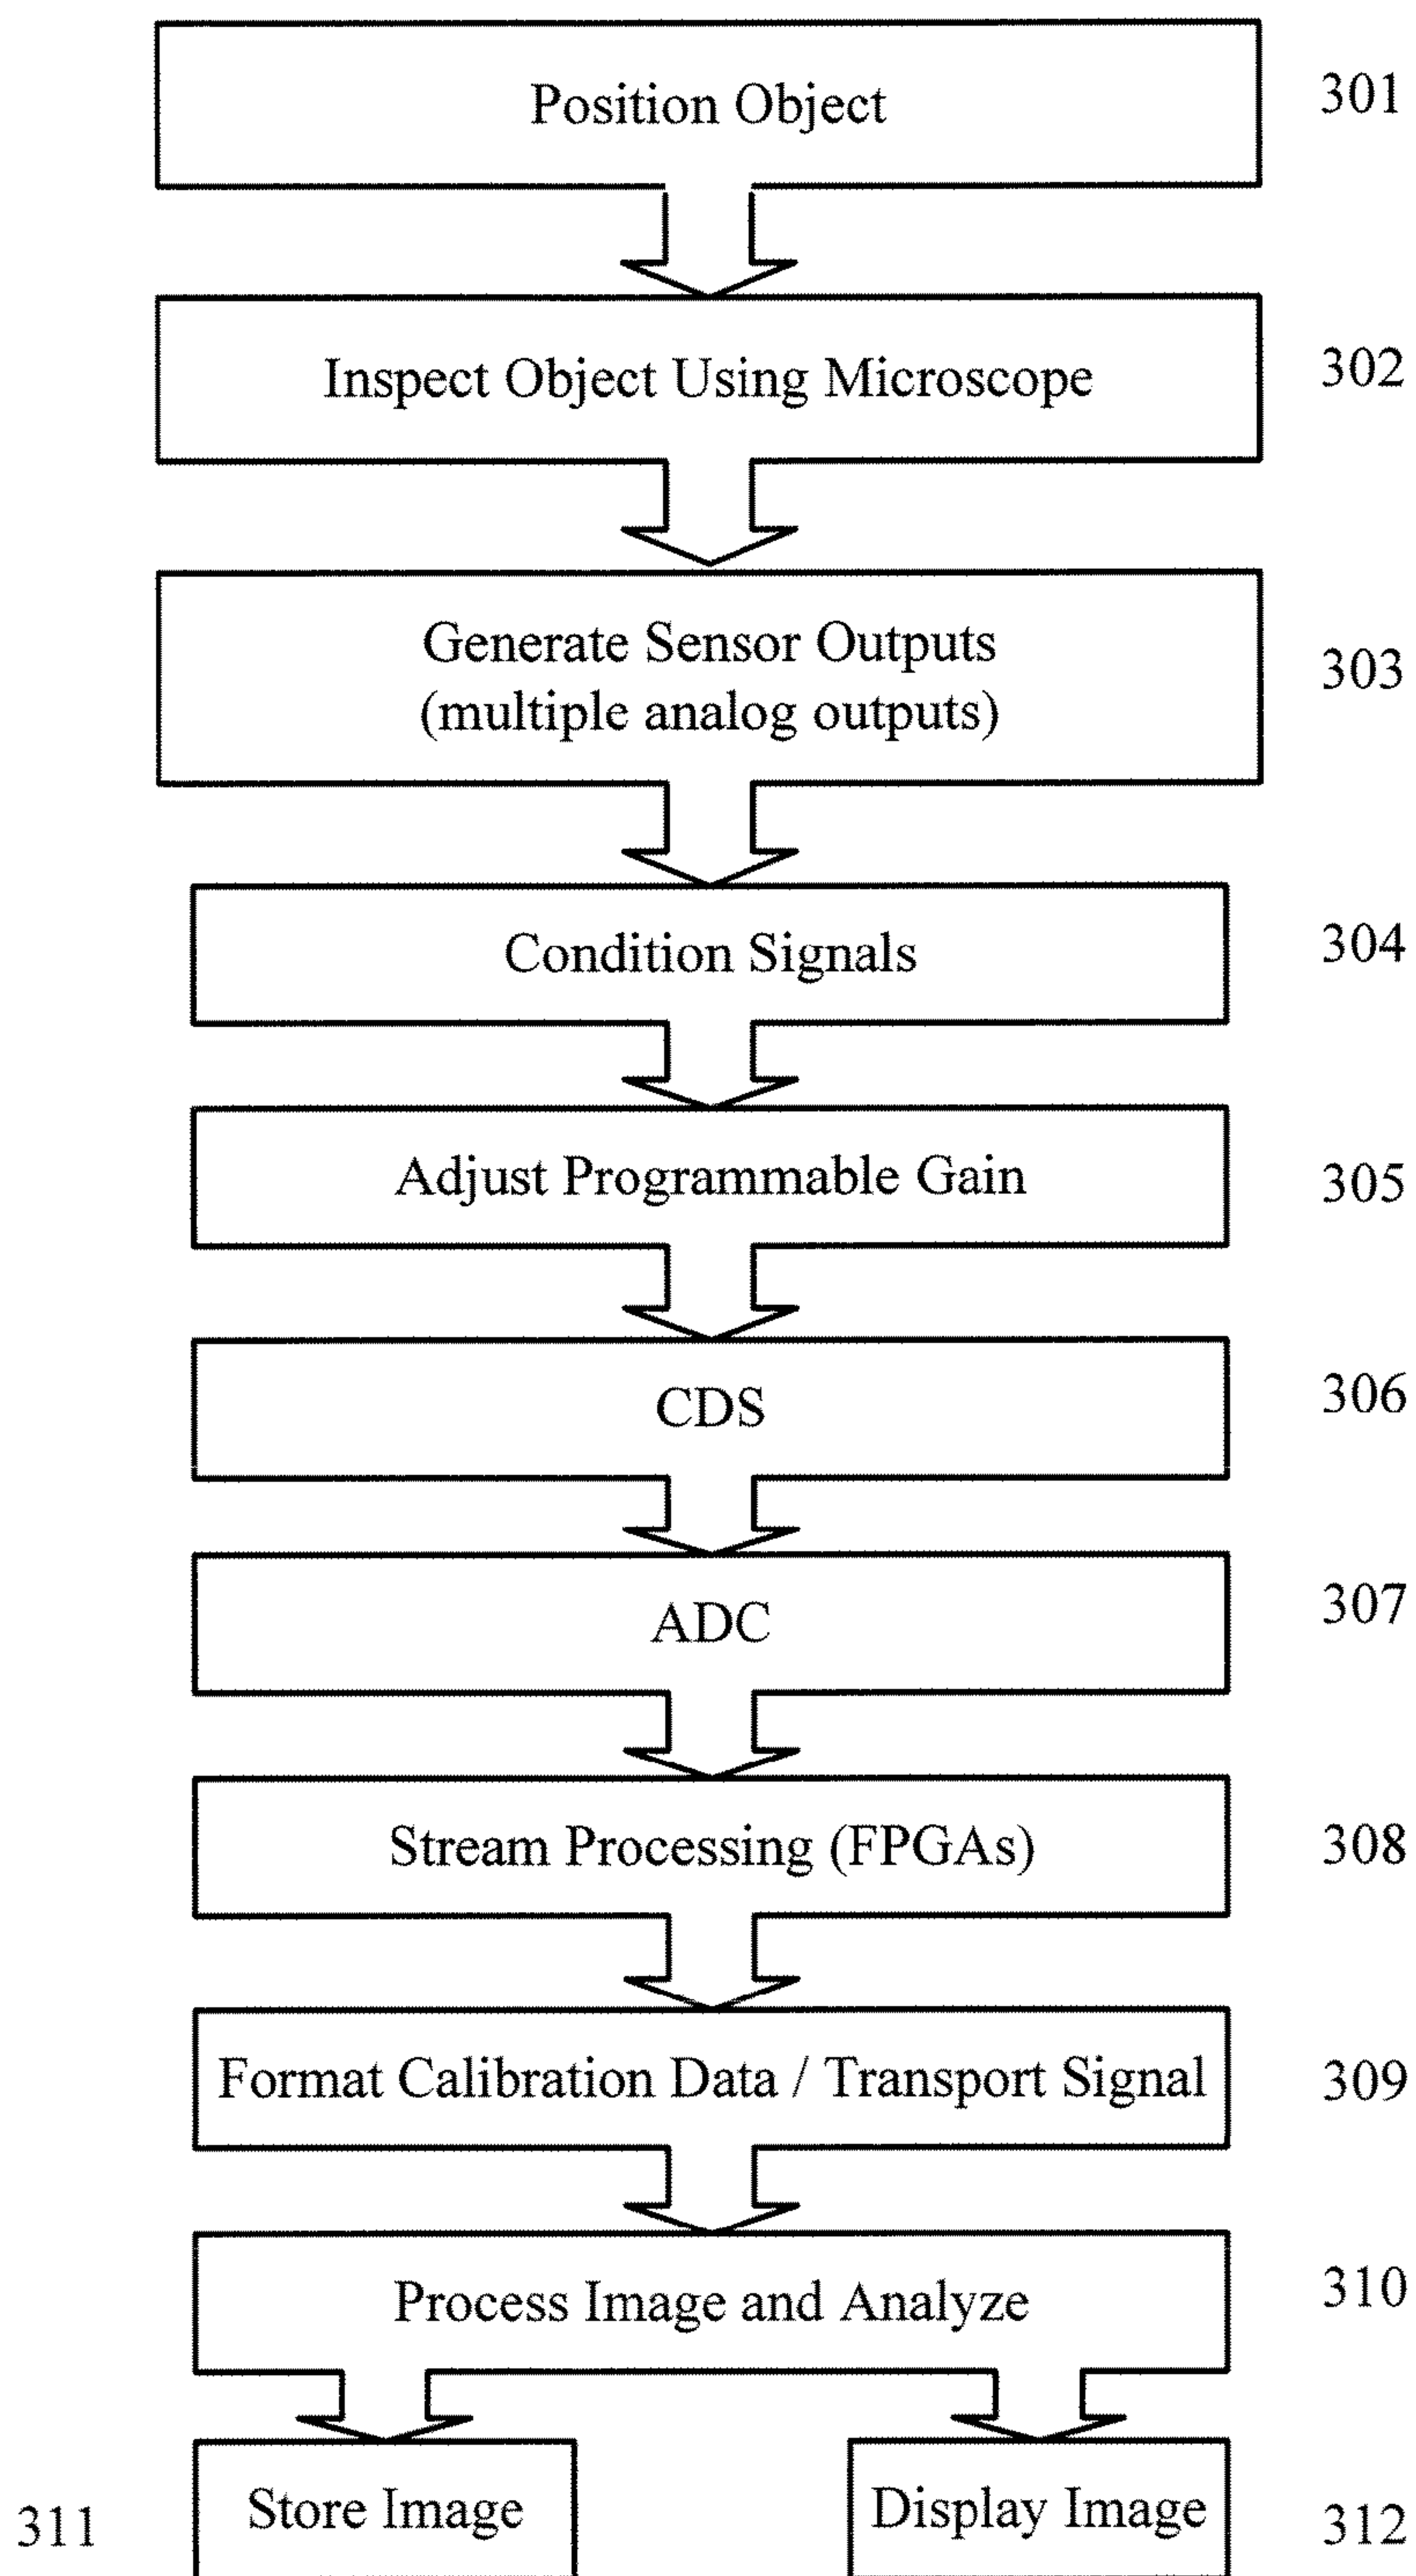 Position Object
301
Inspect Object Using Microscope
302
Generate Sensor Outputs
(multiple analog outputs)
303
Condition Signals
304
Adjust Programmable Gain
305
CDS
306
ADC
307
Stream Processing (FPGAs)
308
Format Calibration Data / Transport Signal
309
Process Image and Analyze
310
311
Store Image
Display Image
312